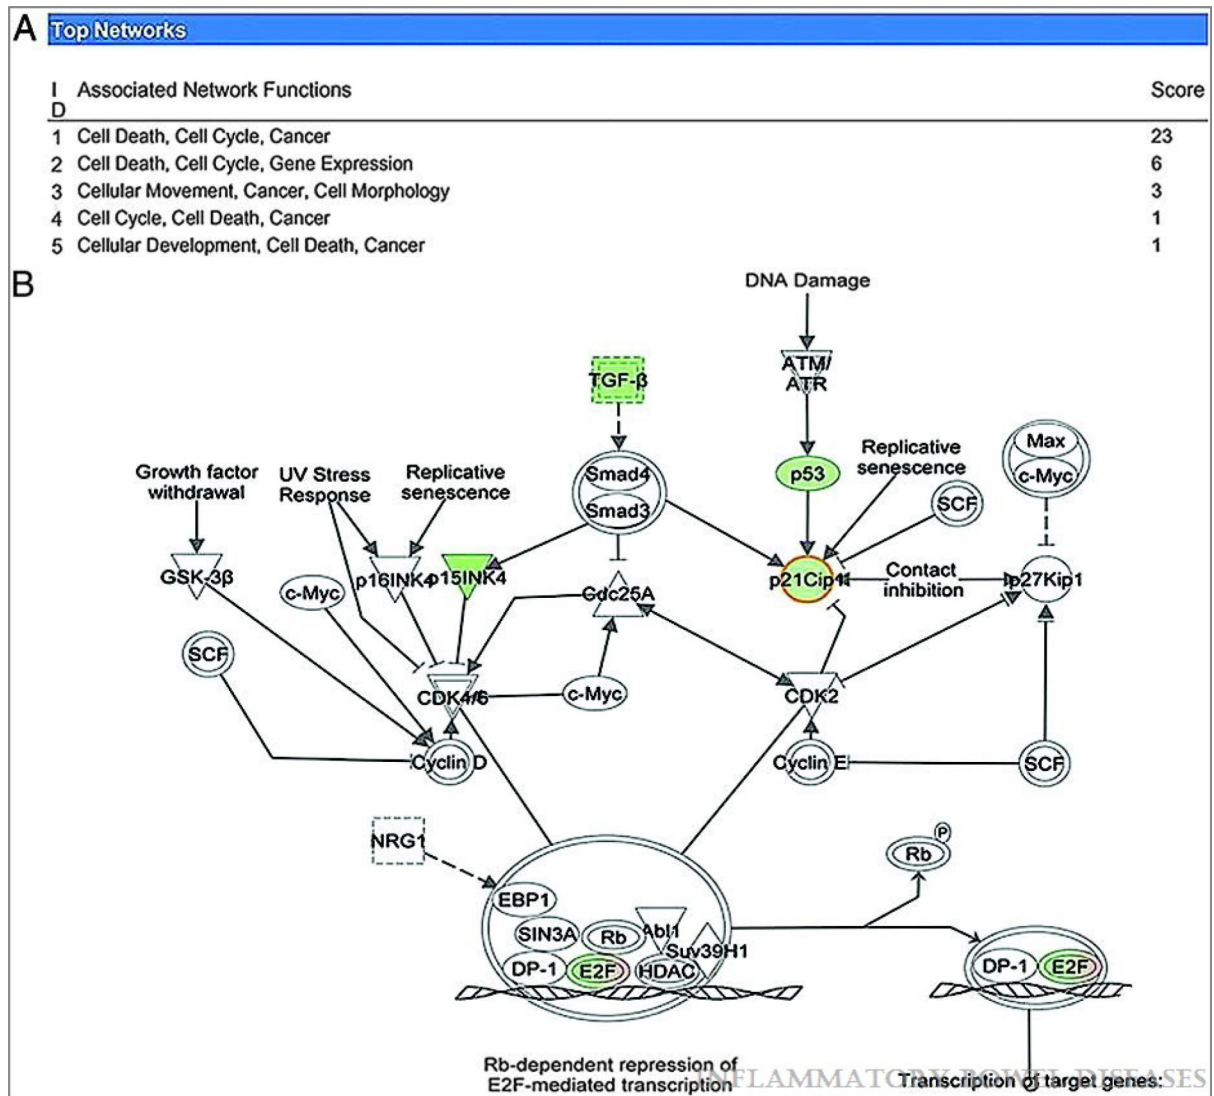 A Top Networks
I D Associated Network Functions Score
1 Cell Death, Cell Cycle, Cancer 23
2 Cell Death, Cell Cycle, Gene Expression 6
3 Cellular Movement, Cancer, Cell Morphology 3
4 Cell Cycle, Cell Death, Cancer 1
5 Cellular Development, Cell Death, Cancer 1
B
DNA Damage
ATM/
ATR
TGF-β
Max
c-Myc
Growth factor
withdrawal
UV Stress
Response
Replicative
senescence
Smad4
Smad3
p53
Replicative
senescence
SCF
GSK-3β
c-Myc
p16INK4
p15INK4
Cdc25A
p21Cip1
Contact
inhibition
p27Kip1
SCF
CDK4/6
c-Myc
CDK2
Cyclin D
Cyclin E
SCF
NRG1
P
Rb
EBP1
SIN3A
Rb
Abl1
Suv39H1
DP-1
E2F
HDAC
DP-1
E2F
Rb-dependent repression of
E2F-mediated transcription
Transcription of target genes:
INFLAMMATORY BOWEL DISEASES